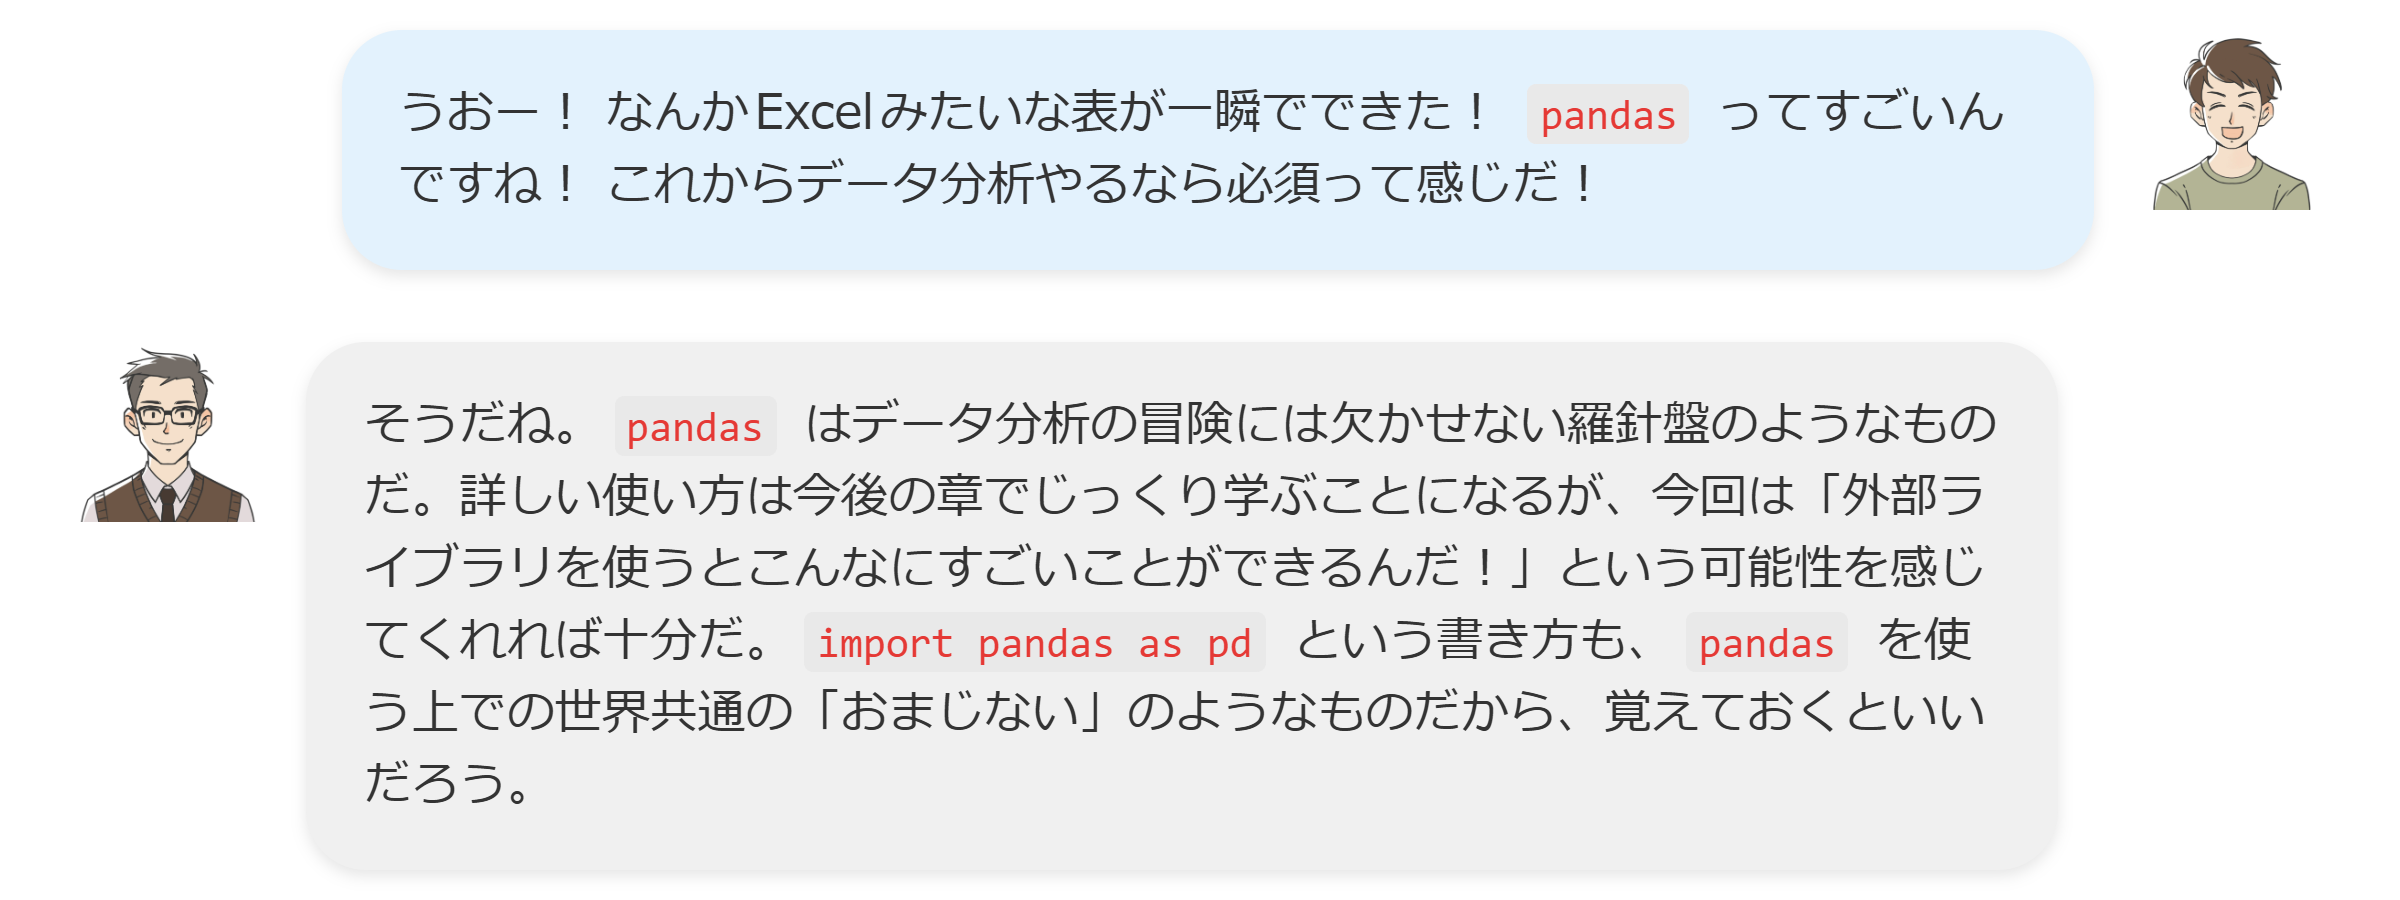 うおー！ なんかExcelみたいな表が一瞬でできた！ pandas ってすごいん
ですね！ これからデータ分析やるなら必須って感じだ！
そうだね。 pandas はデータ分析の冒険には欠かせない羅針盤のようなもの
だ。詳しい使い方は今後の章でじっくり学ぶことになるが、今回は「外部ラ
イブラリを使うとこんなにすごいことができるんだ！」という可能性を感じ
てくれれば十分だ。 import pandas as pd という書き方も、 pandas を使
う上での世界共通の「おまじない」のようなものだから、覚えておくといい
だろう。